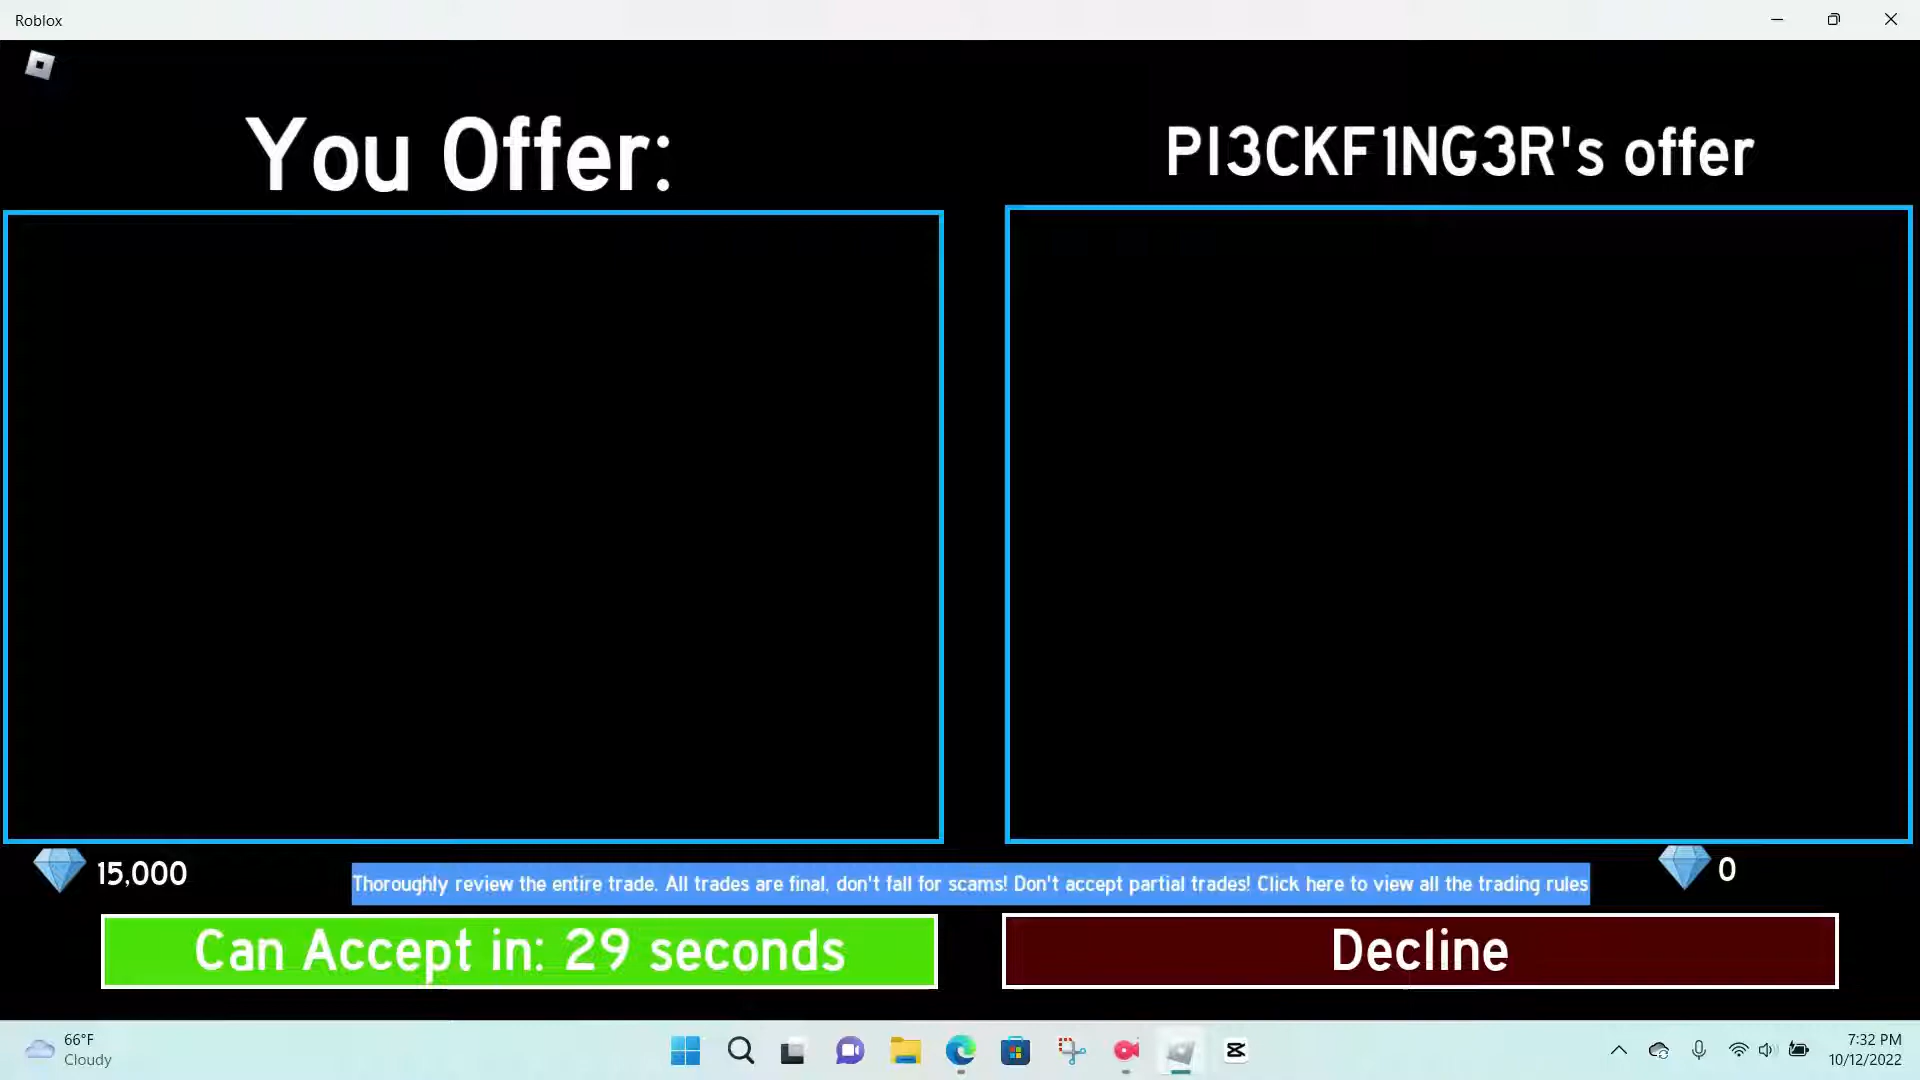 Roblox
You Offer:
PI3CKF1NG3R's offer
15,000
Thoroughly review the entire trade. All trades are final, don't fall for scams! Don't accept partial trades! Click here to view all the trading rules
0
Can Accept in: 29 seconds
Decline
66°F
Cloudy
7:32 PM
10/12/2022